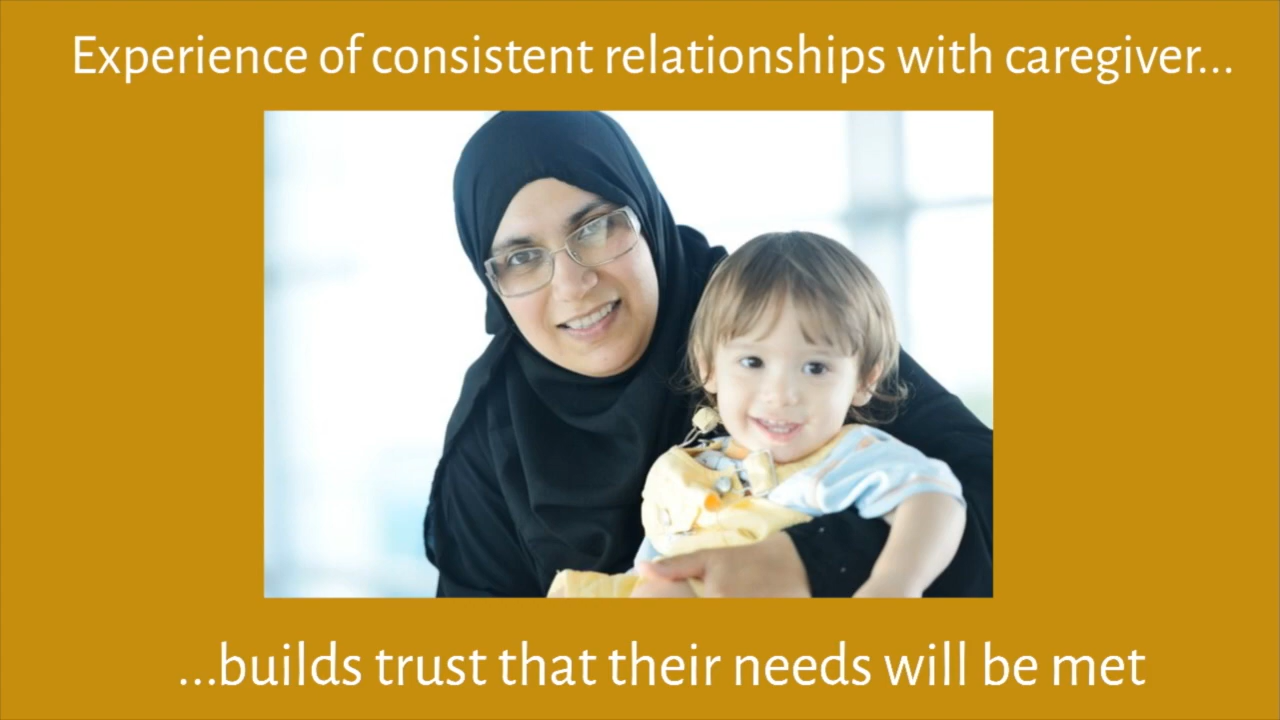 Experience of consistent relationships with caregiver...
...builds trust that their needs will be met